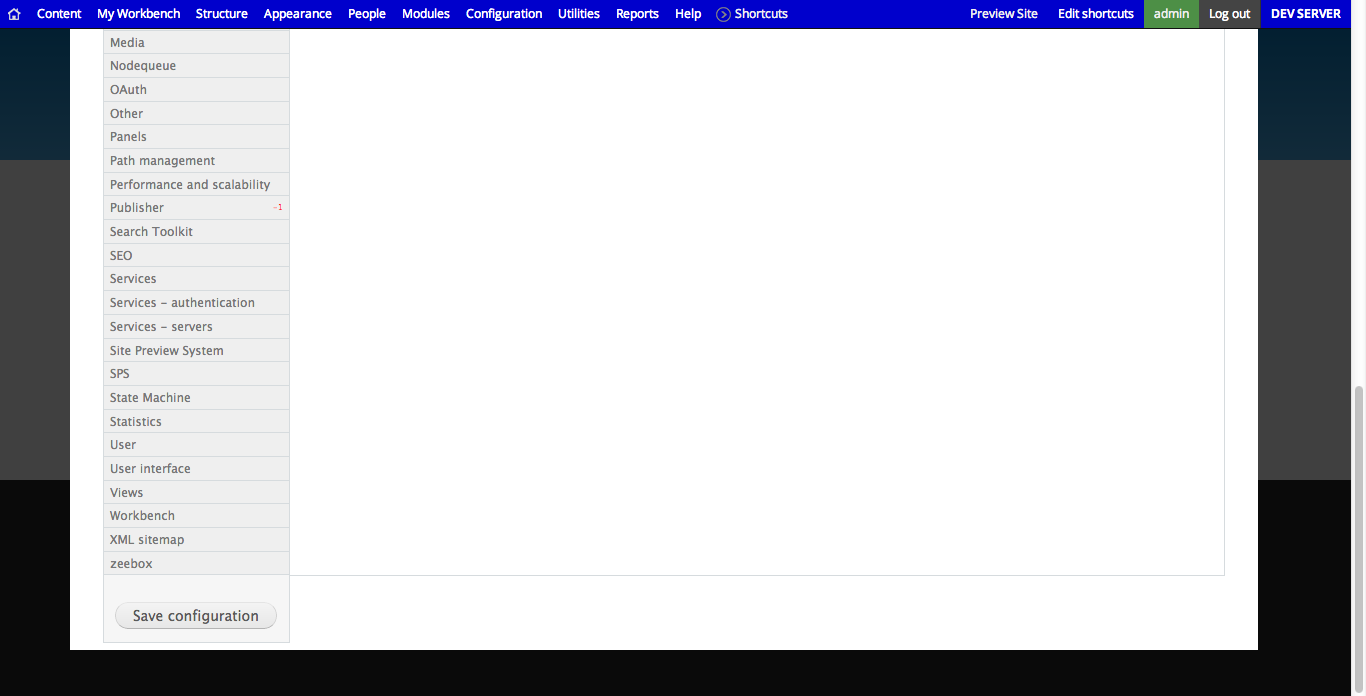 Content My Workbench Structure Appearance People Modules Configuration Utilities Reports Help Shortcuts Preview Site Edit shortcuts admin Log out DEV SERVER
Media
Nodequeue
OAuth
Other
Panels
Path management
Performance and scalability
Publisher -1
Search Toolkit
SEO
Services
Services – authentication
Services – servers
Site Preview System
SPS
State Machine
Statistics
User
User interface
Views
Workbench
XML sitemap
zeebox
Save configuration